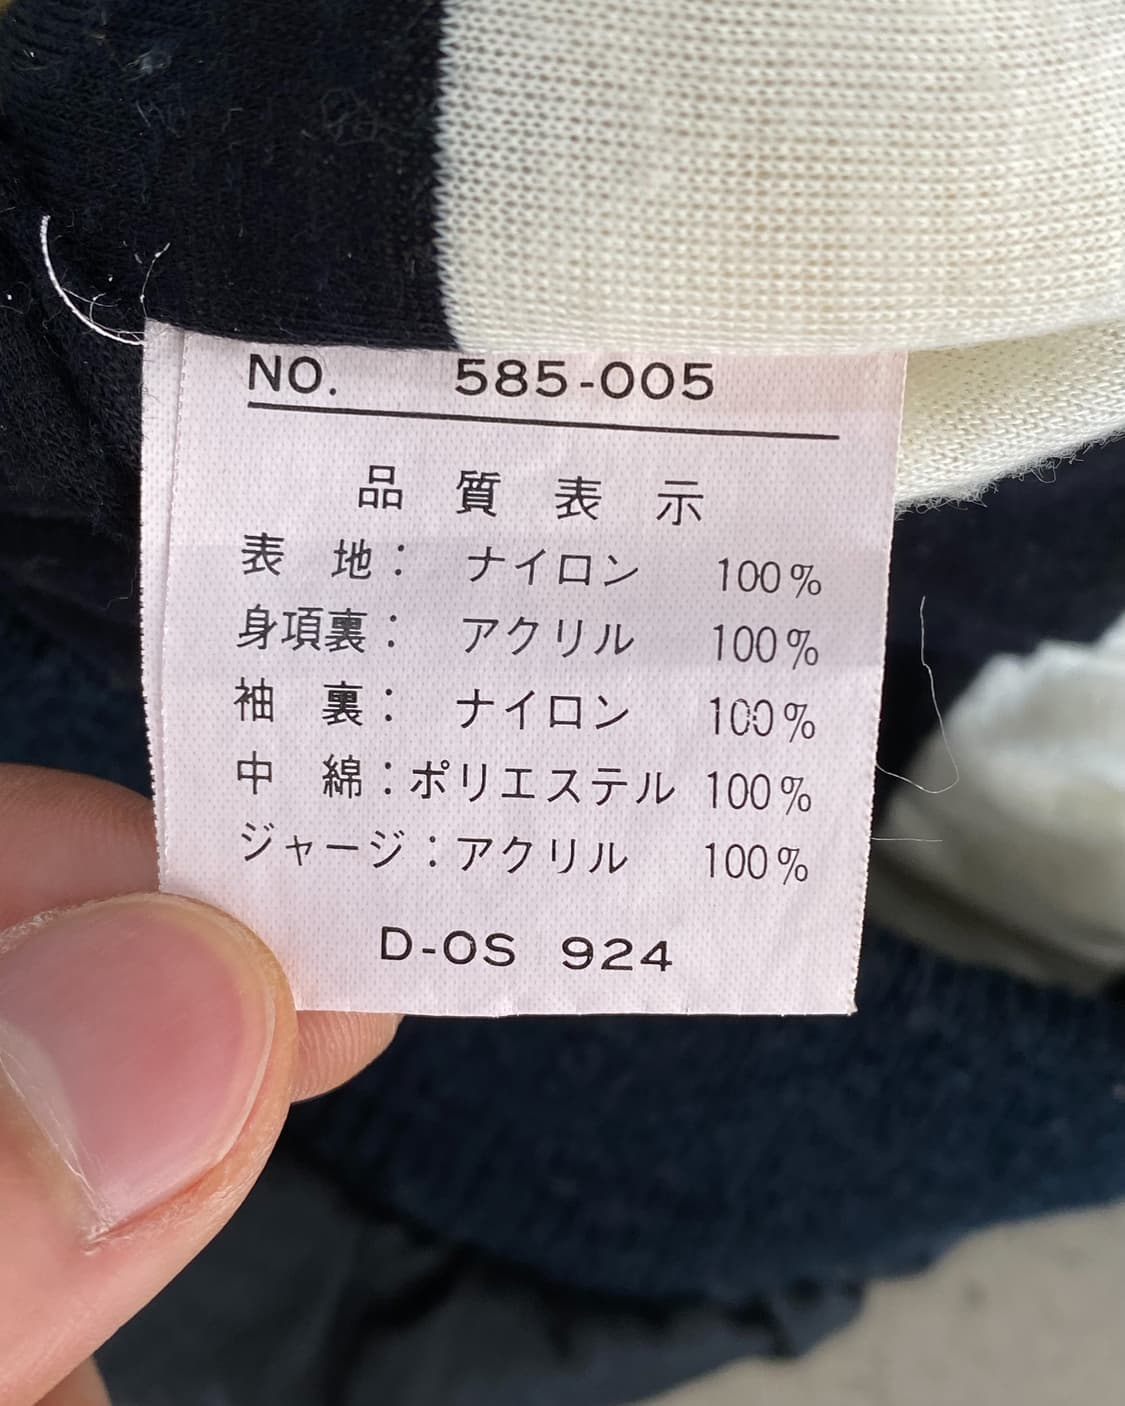 NO. 585-005
品質表示
表地：ナイロン 100%
身項裏：アクリル 100%
袖裏：ナイロン 100%
中綿：ポリエステル 100%
ジャージ：アクリル 100%
D-OS 924